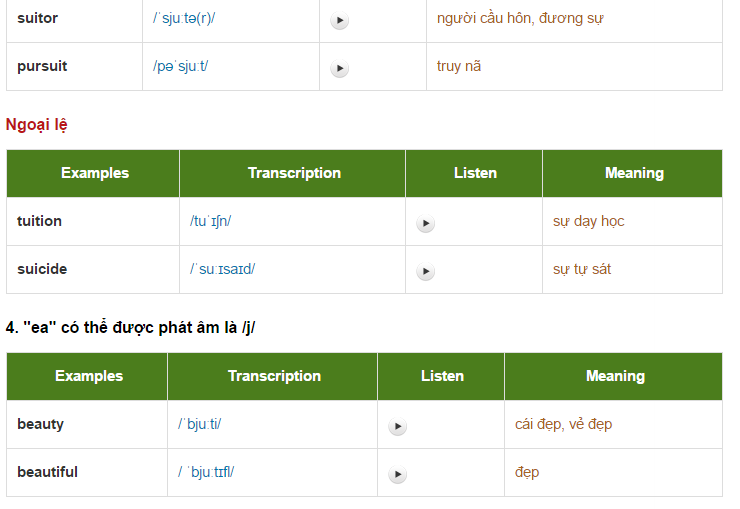 suitor /ˈsjuːtə(r)/ người cầu hôn, đương sự
pursuit /pəˈsjuːt/ truy nã
Ngoại lệ
Examples Transcription Listen Meaning
tuition /tuˈɪʃn/ sự dạy học
suicide /ˈsuːɪsaɪd/ sự tự sát
4. "ea" có thể được phát âm là /j/
Examples Transcription Listen Meaning
beauty /ˈbjuːti/ cái đẹp, vẻ đẹp
beautiful / ˈbjuːtɪfl/ đẹp